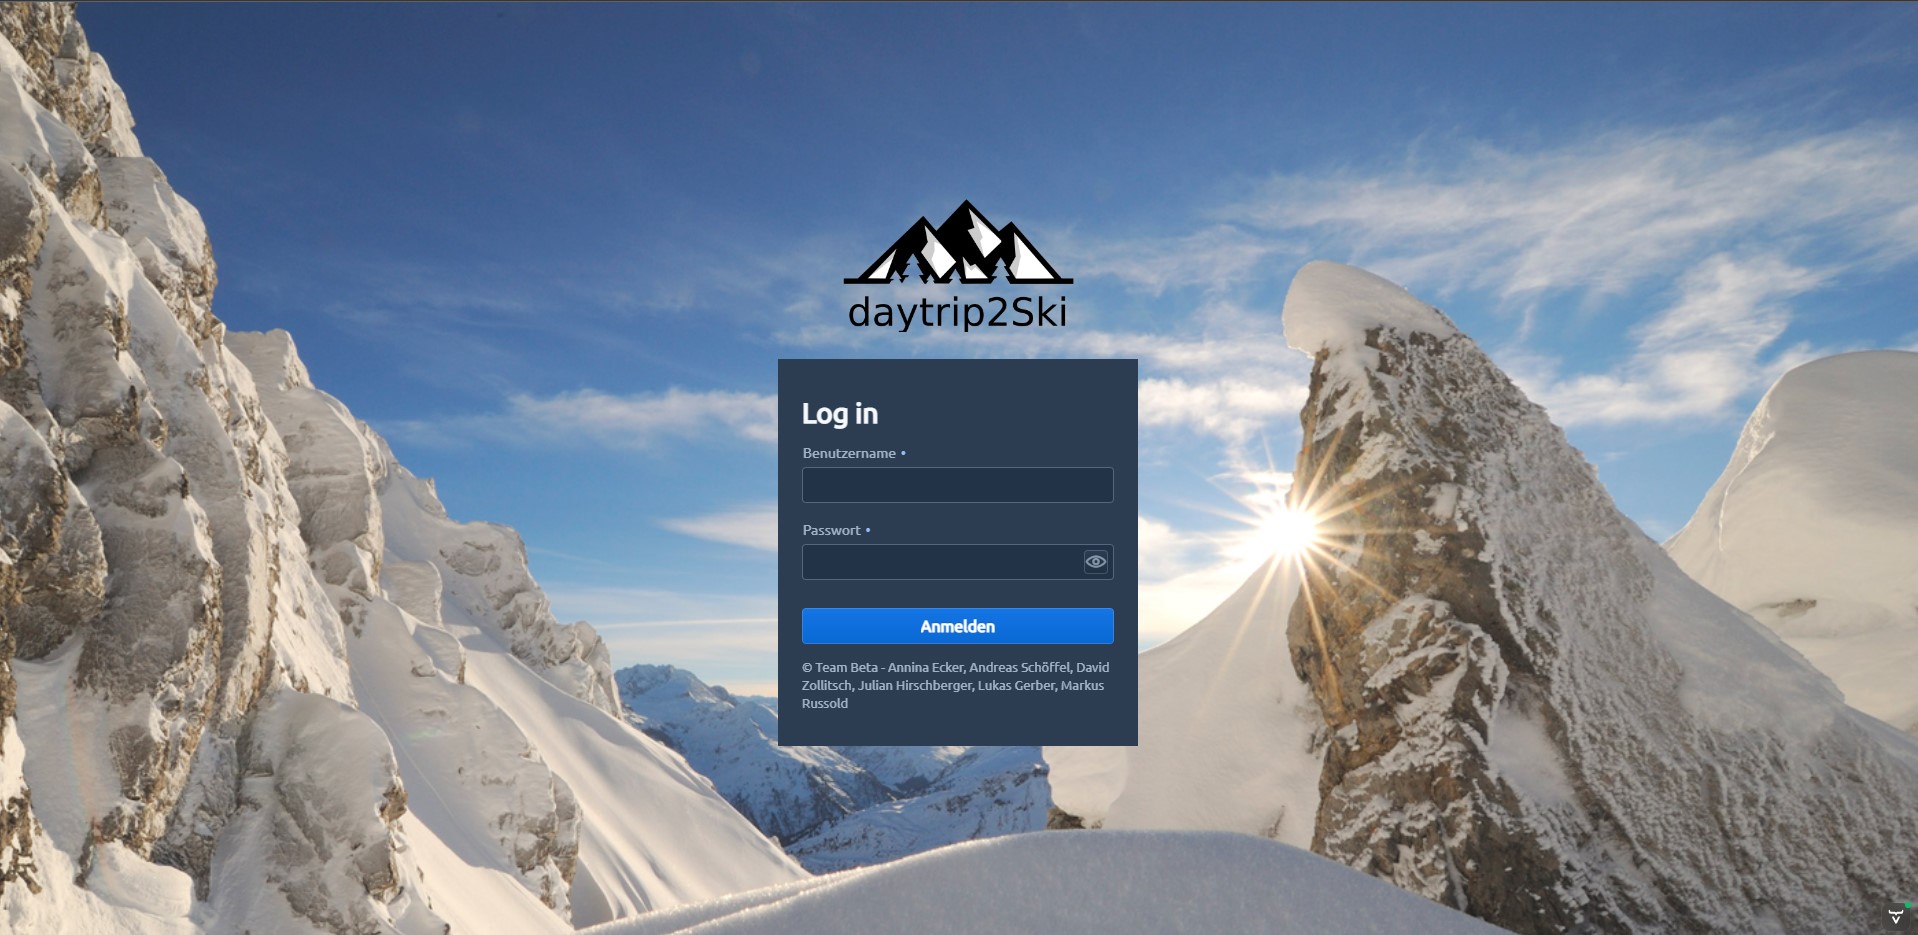 daytrip2Ski
Log in
Benutzername •
Passwort •
Anmelden
© Team Beta - Annina Ecker, Andreas Schöffel, David
Zollitsch, Julian Hirschberger, Lukas Gerber, Markus
Russold